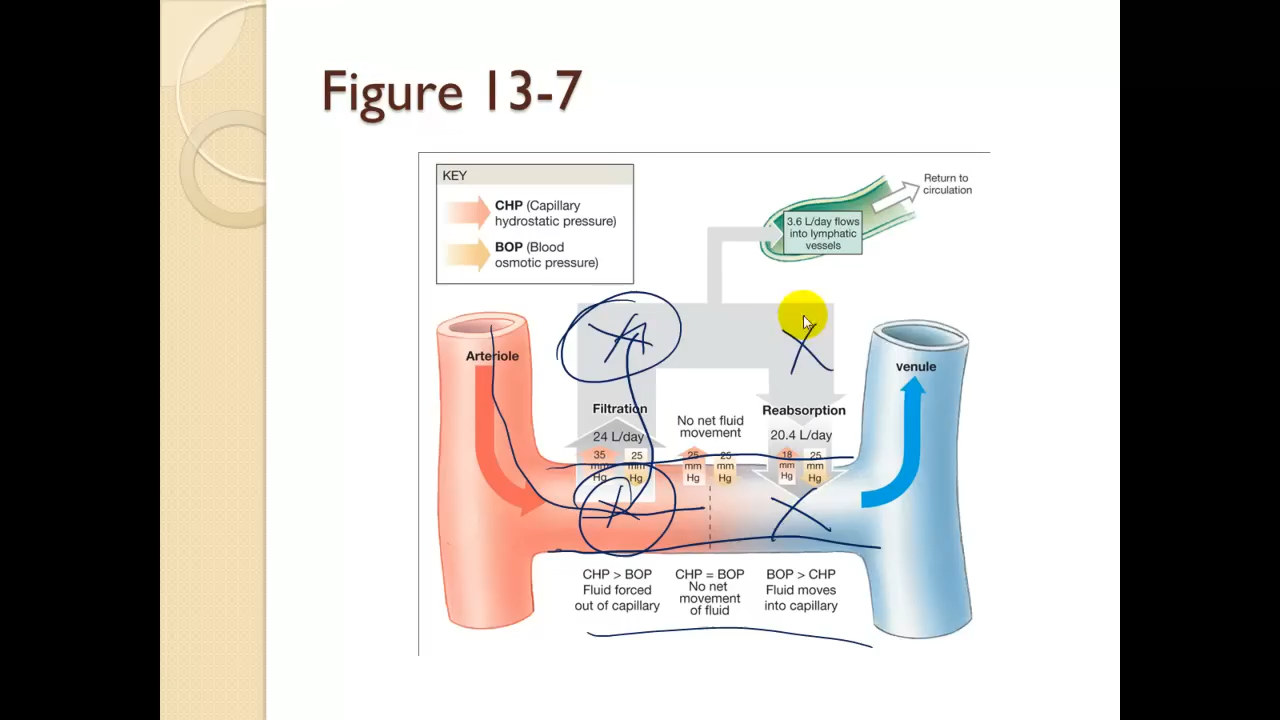 Figure 13-7
KEY
CHP (Capillary
hydrostatic pressure)
BOP (Blood
osmotic pressure)
Return to
circulation
3.6 L/day flows
into lymphatic
vessels
Arteriole
venule
Filtration
24 L/day
35
mm
Hg
25
mm
Hg
No net fluid
movement
25
mm
Hg
25
mm
Hg
Reabsorption
20.4 L/day
18
mm
Hg
25
mm
Hg
CHP > BOP
Fluid forced
out of capillary
CHP = BOP
No net
movement
of fluid
BOP > CHP
Fluid moves
into capillary